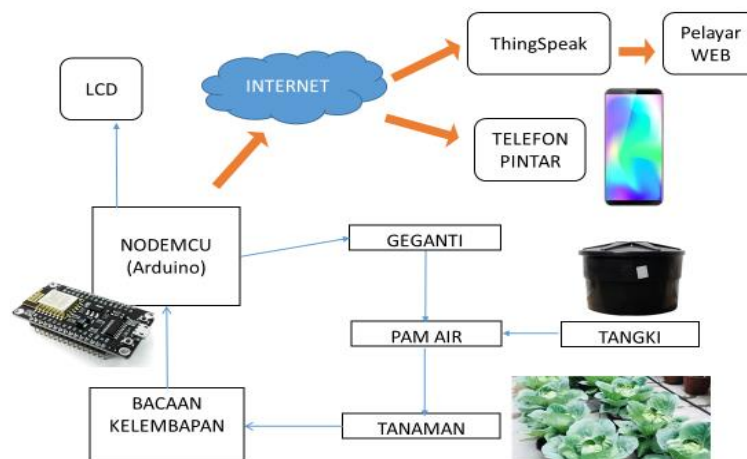 ThingSpeak
Pelayar
WEB
LCD
INTERNET
TELEFON
PINTAR
NODEMCU
(Arduino)
GEGANTI
PAM AIR
TANGKI
BACAAN
KELEMBAPAN
TANAMAN